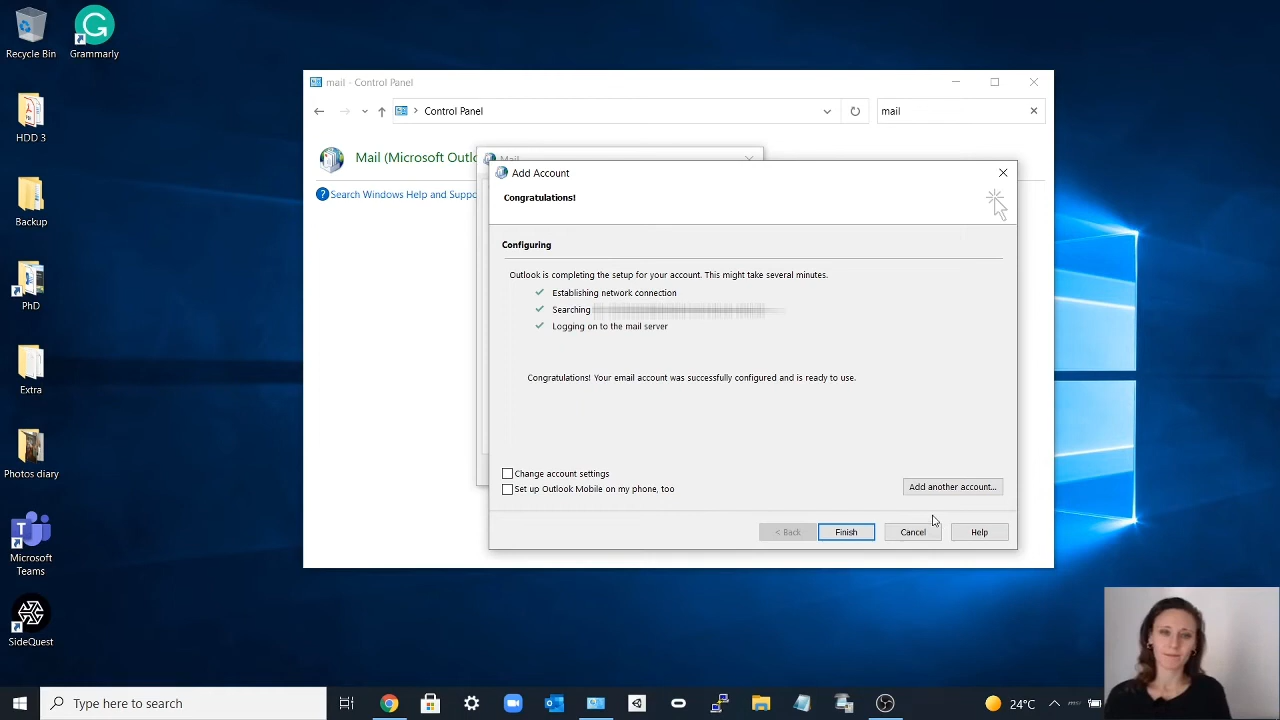 Recycle Bin
Grammarly
HDD 3
Backup
PhD
Extra
Photos diary
Microsoft
Teams
SideQuest
mail - Control Panel
Control Panel
mail
Mail (Microsoft Outlo
Search Windows Help and Suppo
Mail
Add Account
Congratulations!
Configuring
Outlook is completing the setup for your account. This might take several minutes.
Establishing network connection
Searching
Logging on to the mail server
Congratulations! Your email account was successfully configured and is ready to use.
Change account settings
Set up Outlook Mobile on my phone, too
Add another account...
< Back
Finish
Cancel
Help
Type here to search
24°C